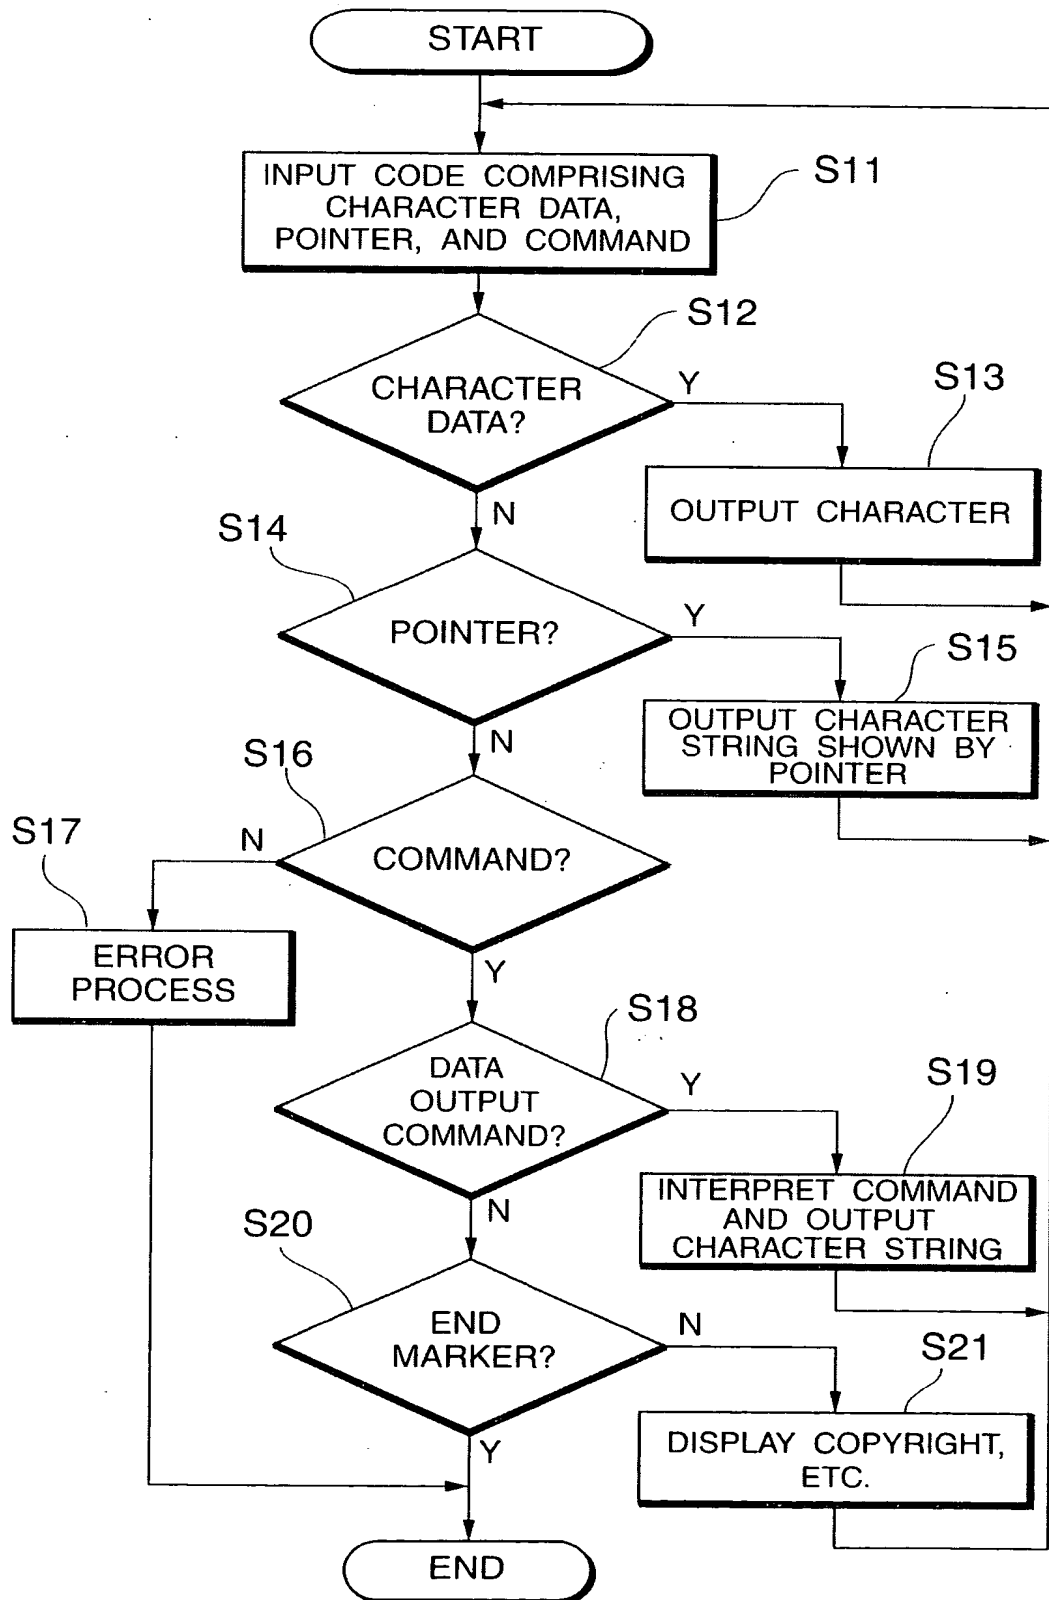 START
INPUT CODE COMPRISING
CHARACTER DATA,
POINTER, AND COMMAND
S11
S12
CHARACTER
DATA?
Y
S13
OUTPUT CHARACTER
N
S14
POINTER?
Y
S15
OUTPUT CHARACTER
STRING SHOWN BY
POINTER
N
S16
COMMAND?
N
S17
ERROR
PROCESS
Y
S18
DATA
OUTPUT
COMMAND?
Y
S19
INTERPRET COMMAND
AND OUTPUT
CHARACTER STRING
N
S20
END
MARKER?
N
S21
DISPLAY COPYRIGHT,
ETC.
Y
END